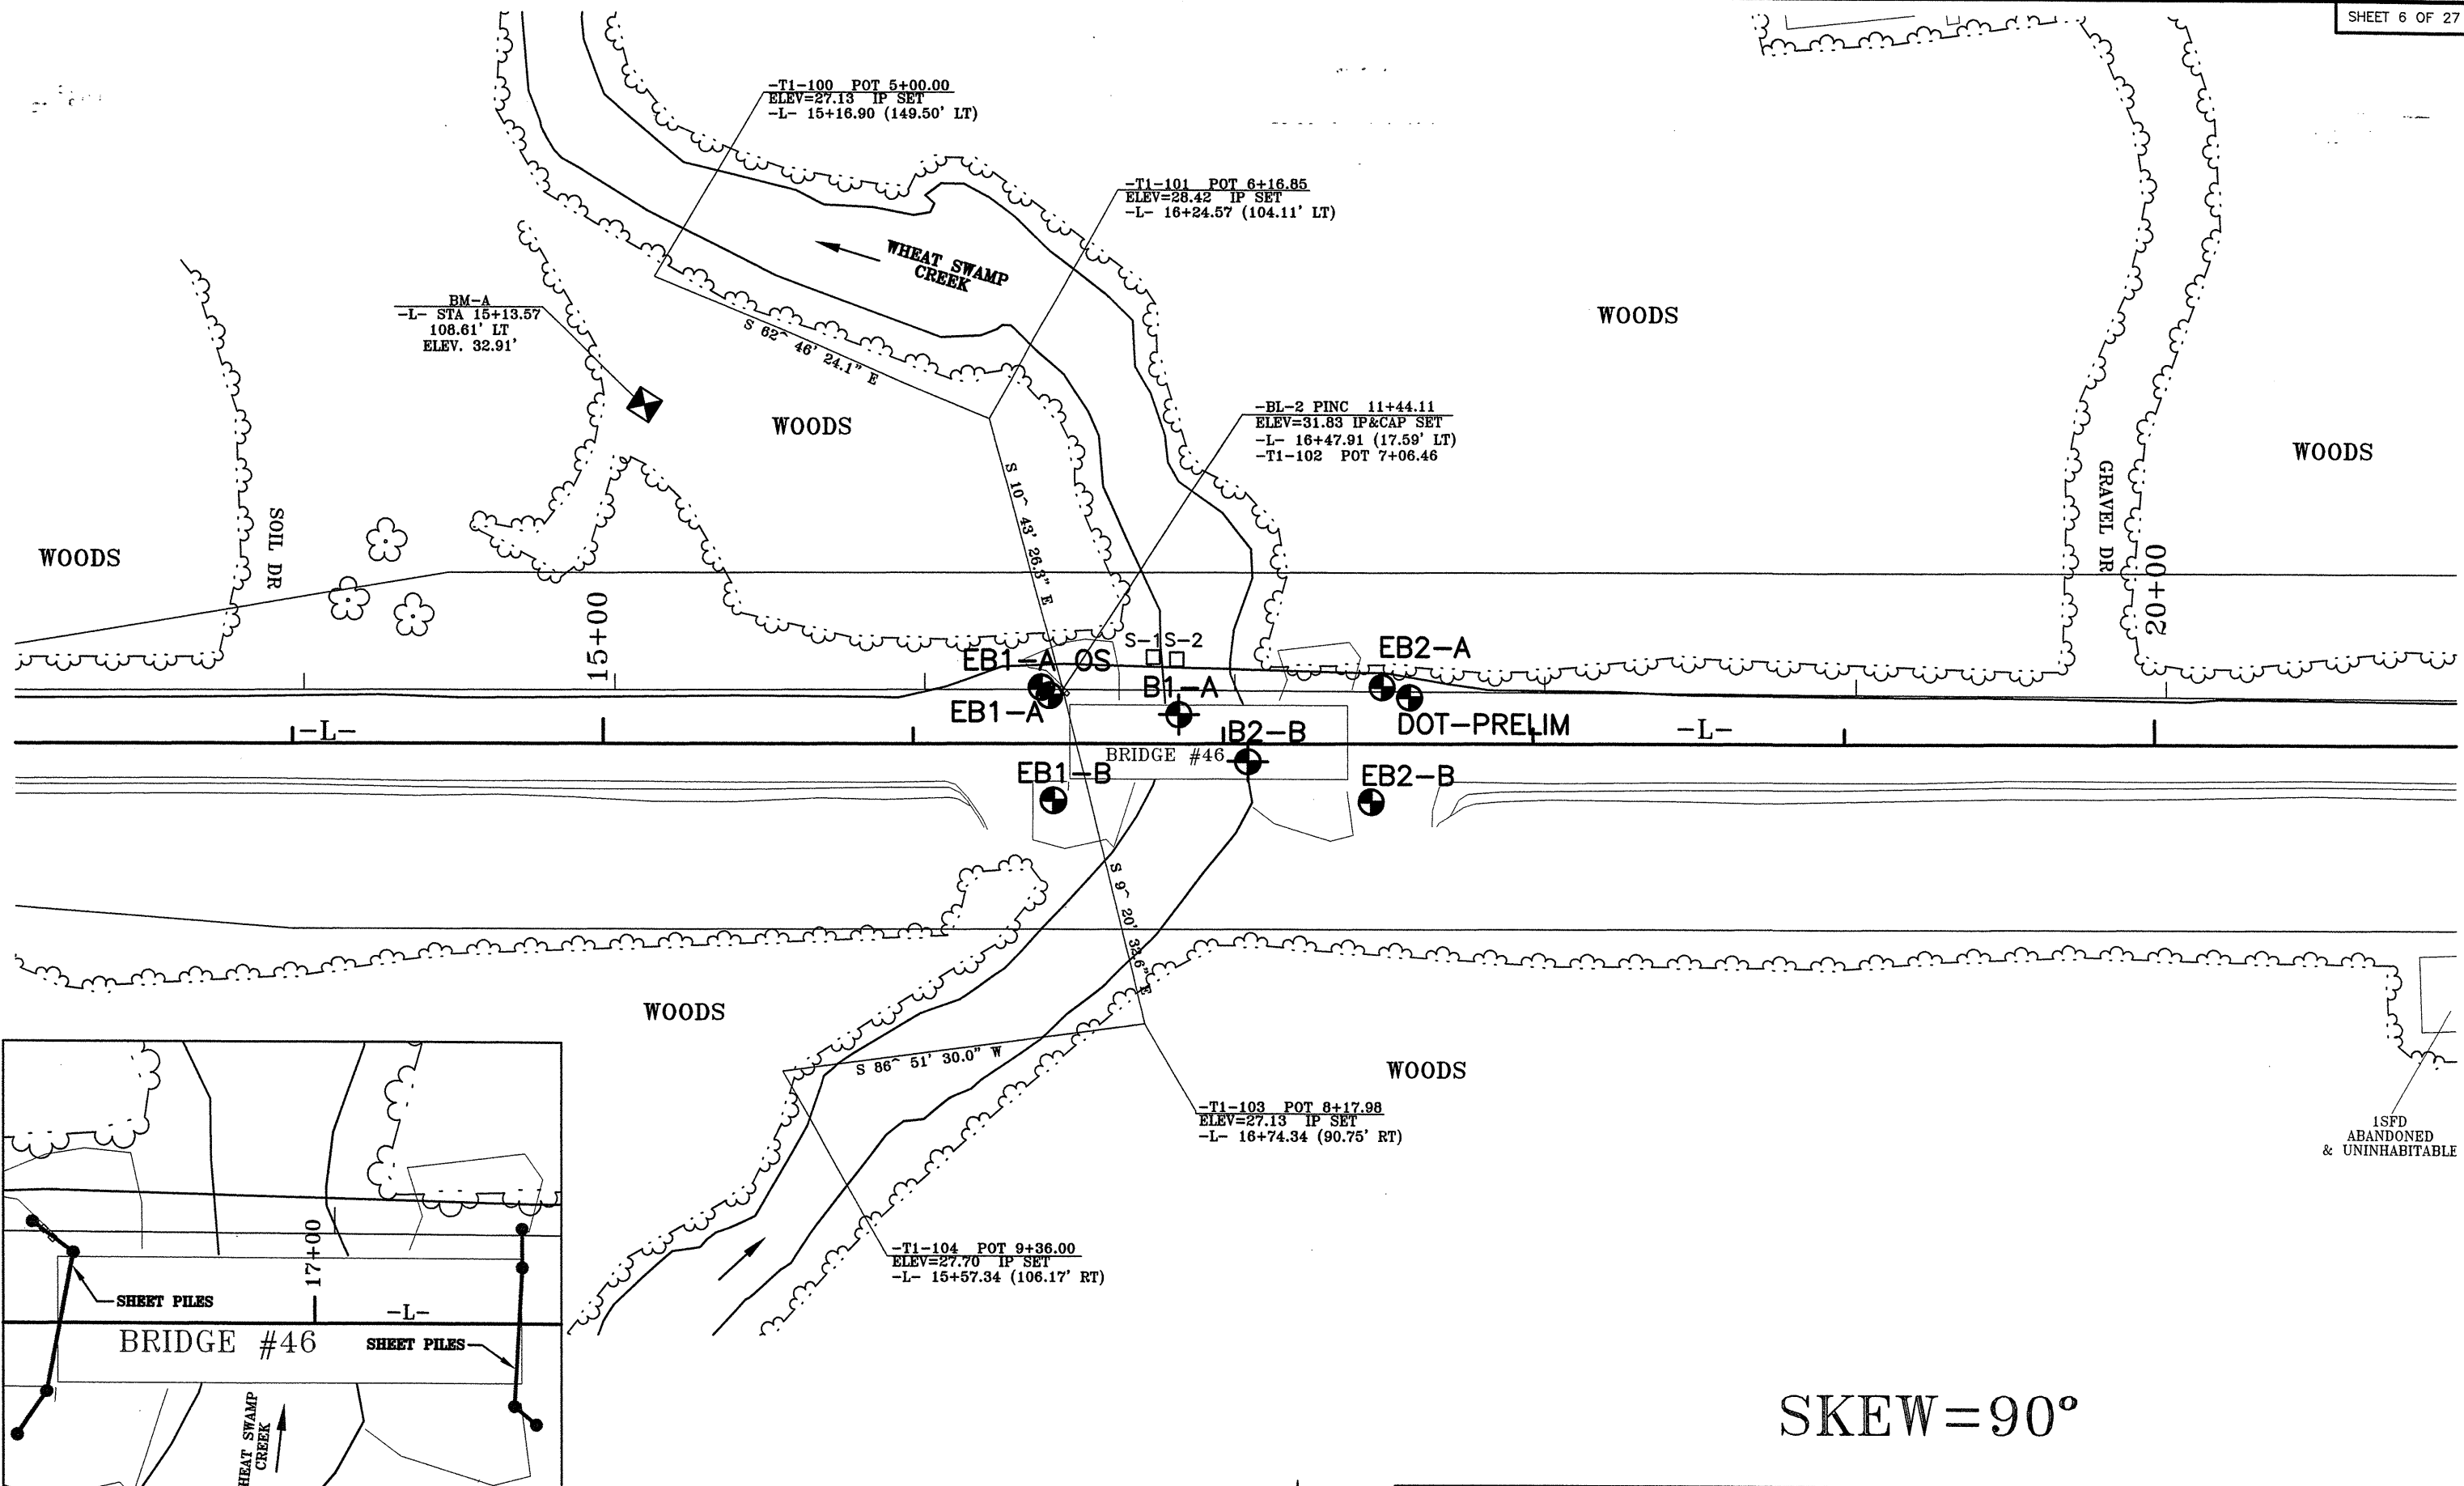 SHEET 6 OF 27
-T1-100 POT 5+00.00
ELEV=27.13 IP SET
-L- 15+16.90 (149.50' LT)
-T1-101 POT 6+16.85
ELEV=28.42 IP SET
-L- 16+24.57 (104.11' LT)
WHEAT SWAMP
CREEK
BM-A
-L- STA 15+13.57
108.61' LT
ELEV. 32.91'
S 62^ 46' 24.1" E
WOODS
WOODS
-BL-2 PINC 11+44.11
ELEV=31.83 IP&CAP SET
-L- 16+47.91 (17.59' LT)
-T1-102 POT 7+06.46
WOODS
WOODS
SOIL DR
S 10^ 43' 26.3" E
GRAVEL DR
15+00
20+00
S-1 S-2
EB1-A OS
EB2-A
B1-A
EB1-A
DOT-PRELIM
-L-
-L-
B2-B
BRIDGE #46
EB1-B
EB2-B
S 9^ 20' 32.6" E
WOODS
S 86^ 51' 30.0" W
WOODS
-T1-103 POT 8+17.98
ELEV=27.13 IP SET
-L- 16+74.34 (90.75' RT)
1SFD
ABANDONED
& UNINHABITABLE
-T1-104 POT 9+36.00
ELEV=27.70 IP SET
-L- 15+57.34 (106.17' RT)
17+00
SHEET PILES
-L-
BRIDGE #46
SHEET PILES
HEAT SWAMP
CREEK
SKEW=90°